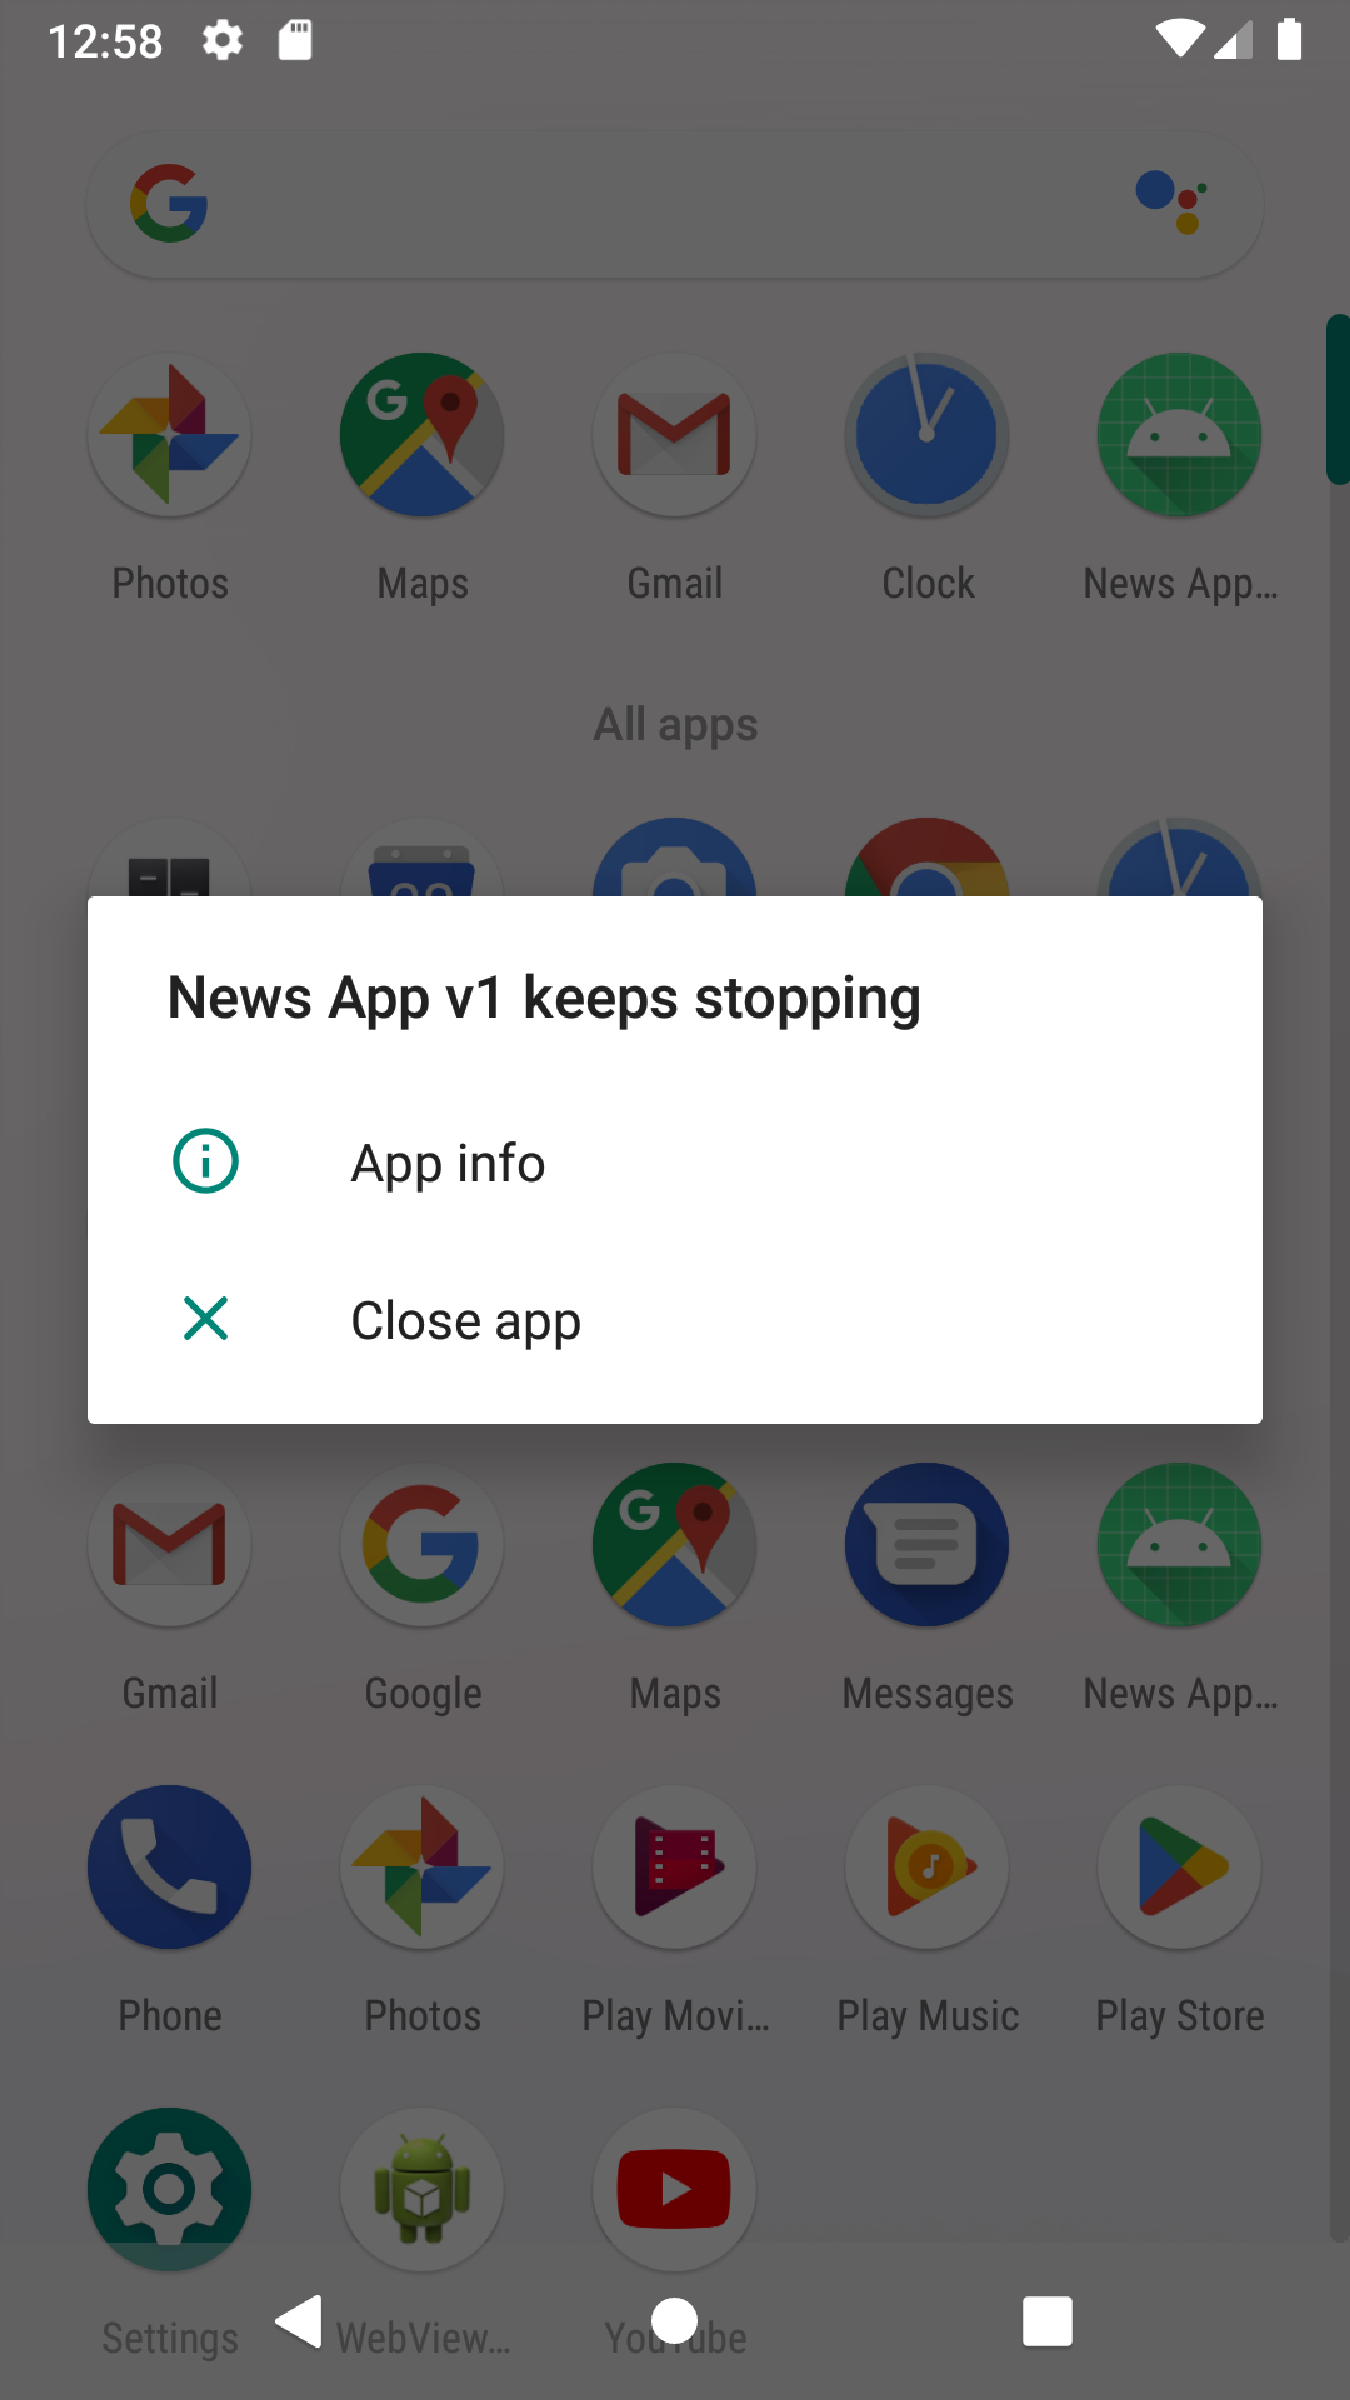 12:58
Photos Maps Gmail Clock News App...
All apps
News App v1 keeps stopping
App info
Close app
Gmail Google Maps Messages News App...
Phone Photos Play Movi... Play Music Play Store
Settings WebView... YouTube